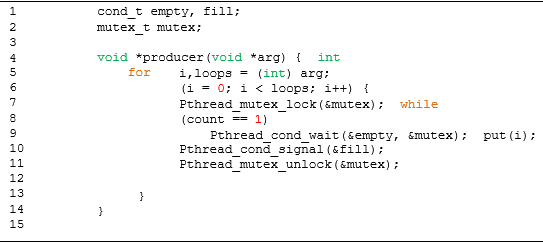 1 cond_t empty, fill;
2 mutex_t mutex;
3
4 void *producer(void *arg) { int
5 for i,loops = (int) arg;
6 (i = 0; i < loops; i++) {
7 Pthread_mutex_lock(&mutex); while
8 (count == 1)
9 Pthread_cond_wait(&empty, &mutex); put(i);
10 Pthread_cond_signal(&fill);
11 Pthread_mutex_unlock(&mutex);
12
13 }
14 }
15